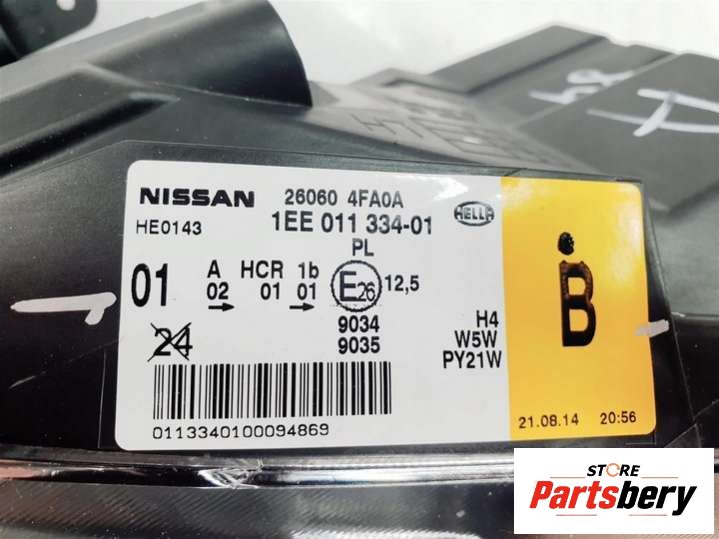 NISSAN 26060 4FA0A
HE0143 1EE 011 334-01 HELLA
PL
01 A HCR 1b E26 12,5
02 → 01 01 →
24 9034 H4
9035 W5W
PY21W
B
0113340100094869
21.08.14 20:56
STORE
Partsbery